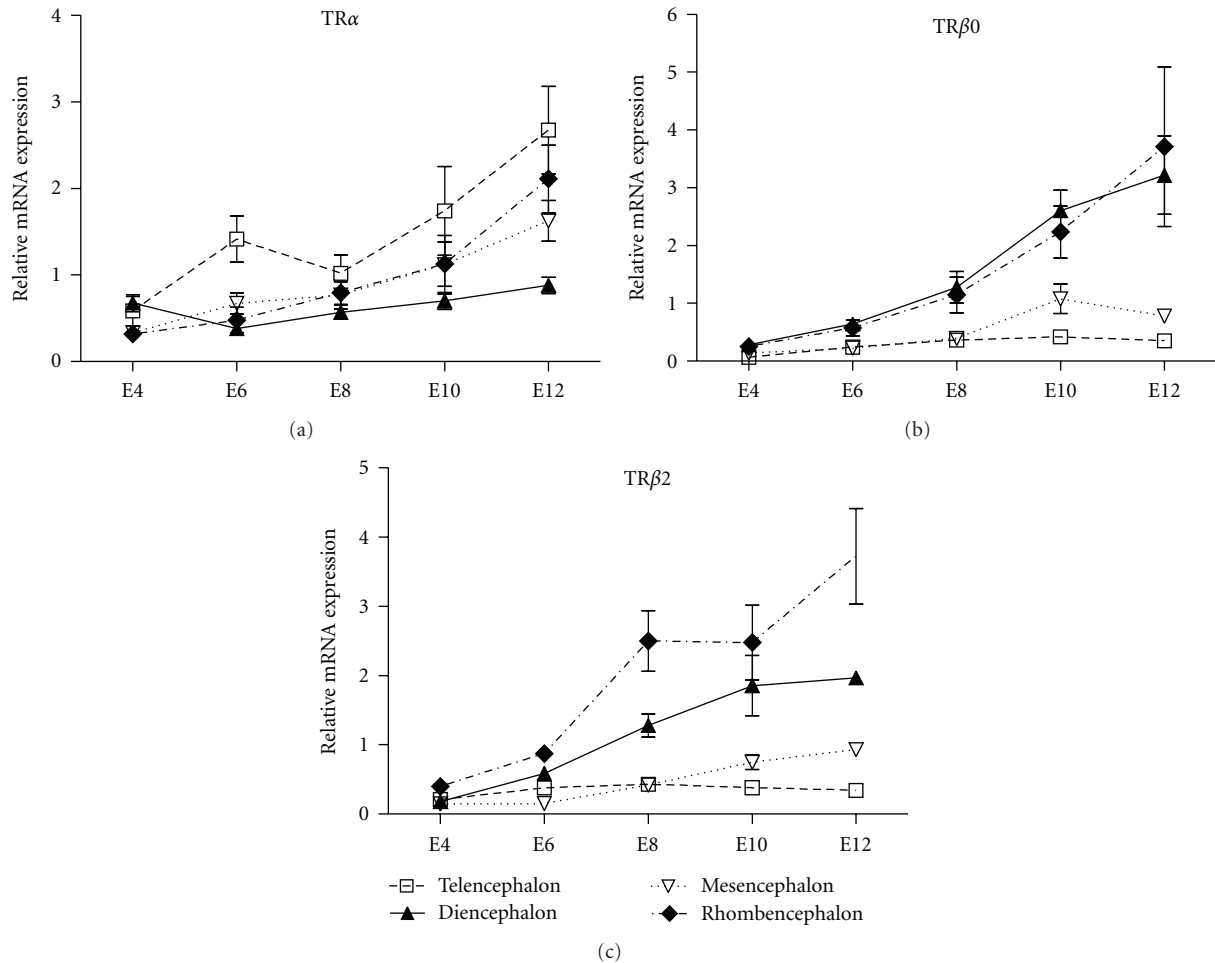 TRα
Relative mRNA expression
4
3
2
1
0
E4 E6 E8 E10 E12
(a)
TRβ0
Relative mRNA expression
6
5
4
3
2
1
0
E4 E6 E8 E10 E12
(b)
TRβ2
Relative mRNA expression
5
4
3
2
1
0
E4 E6 E8 E10 E12
Telencephalon
Diencephalon
Mesencephalon
Rhombencephalon
(c)